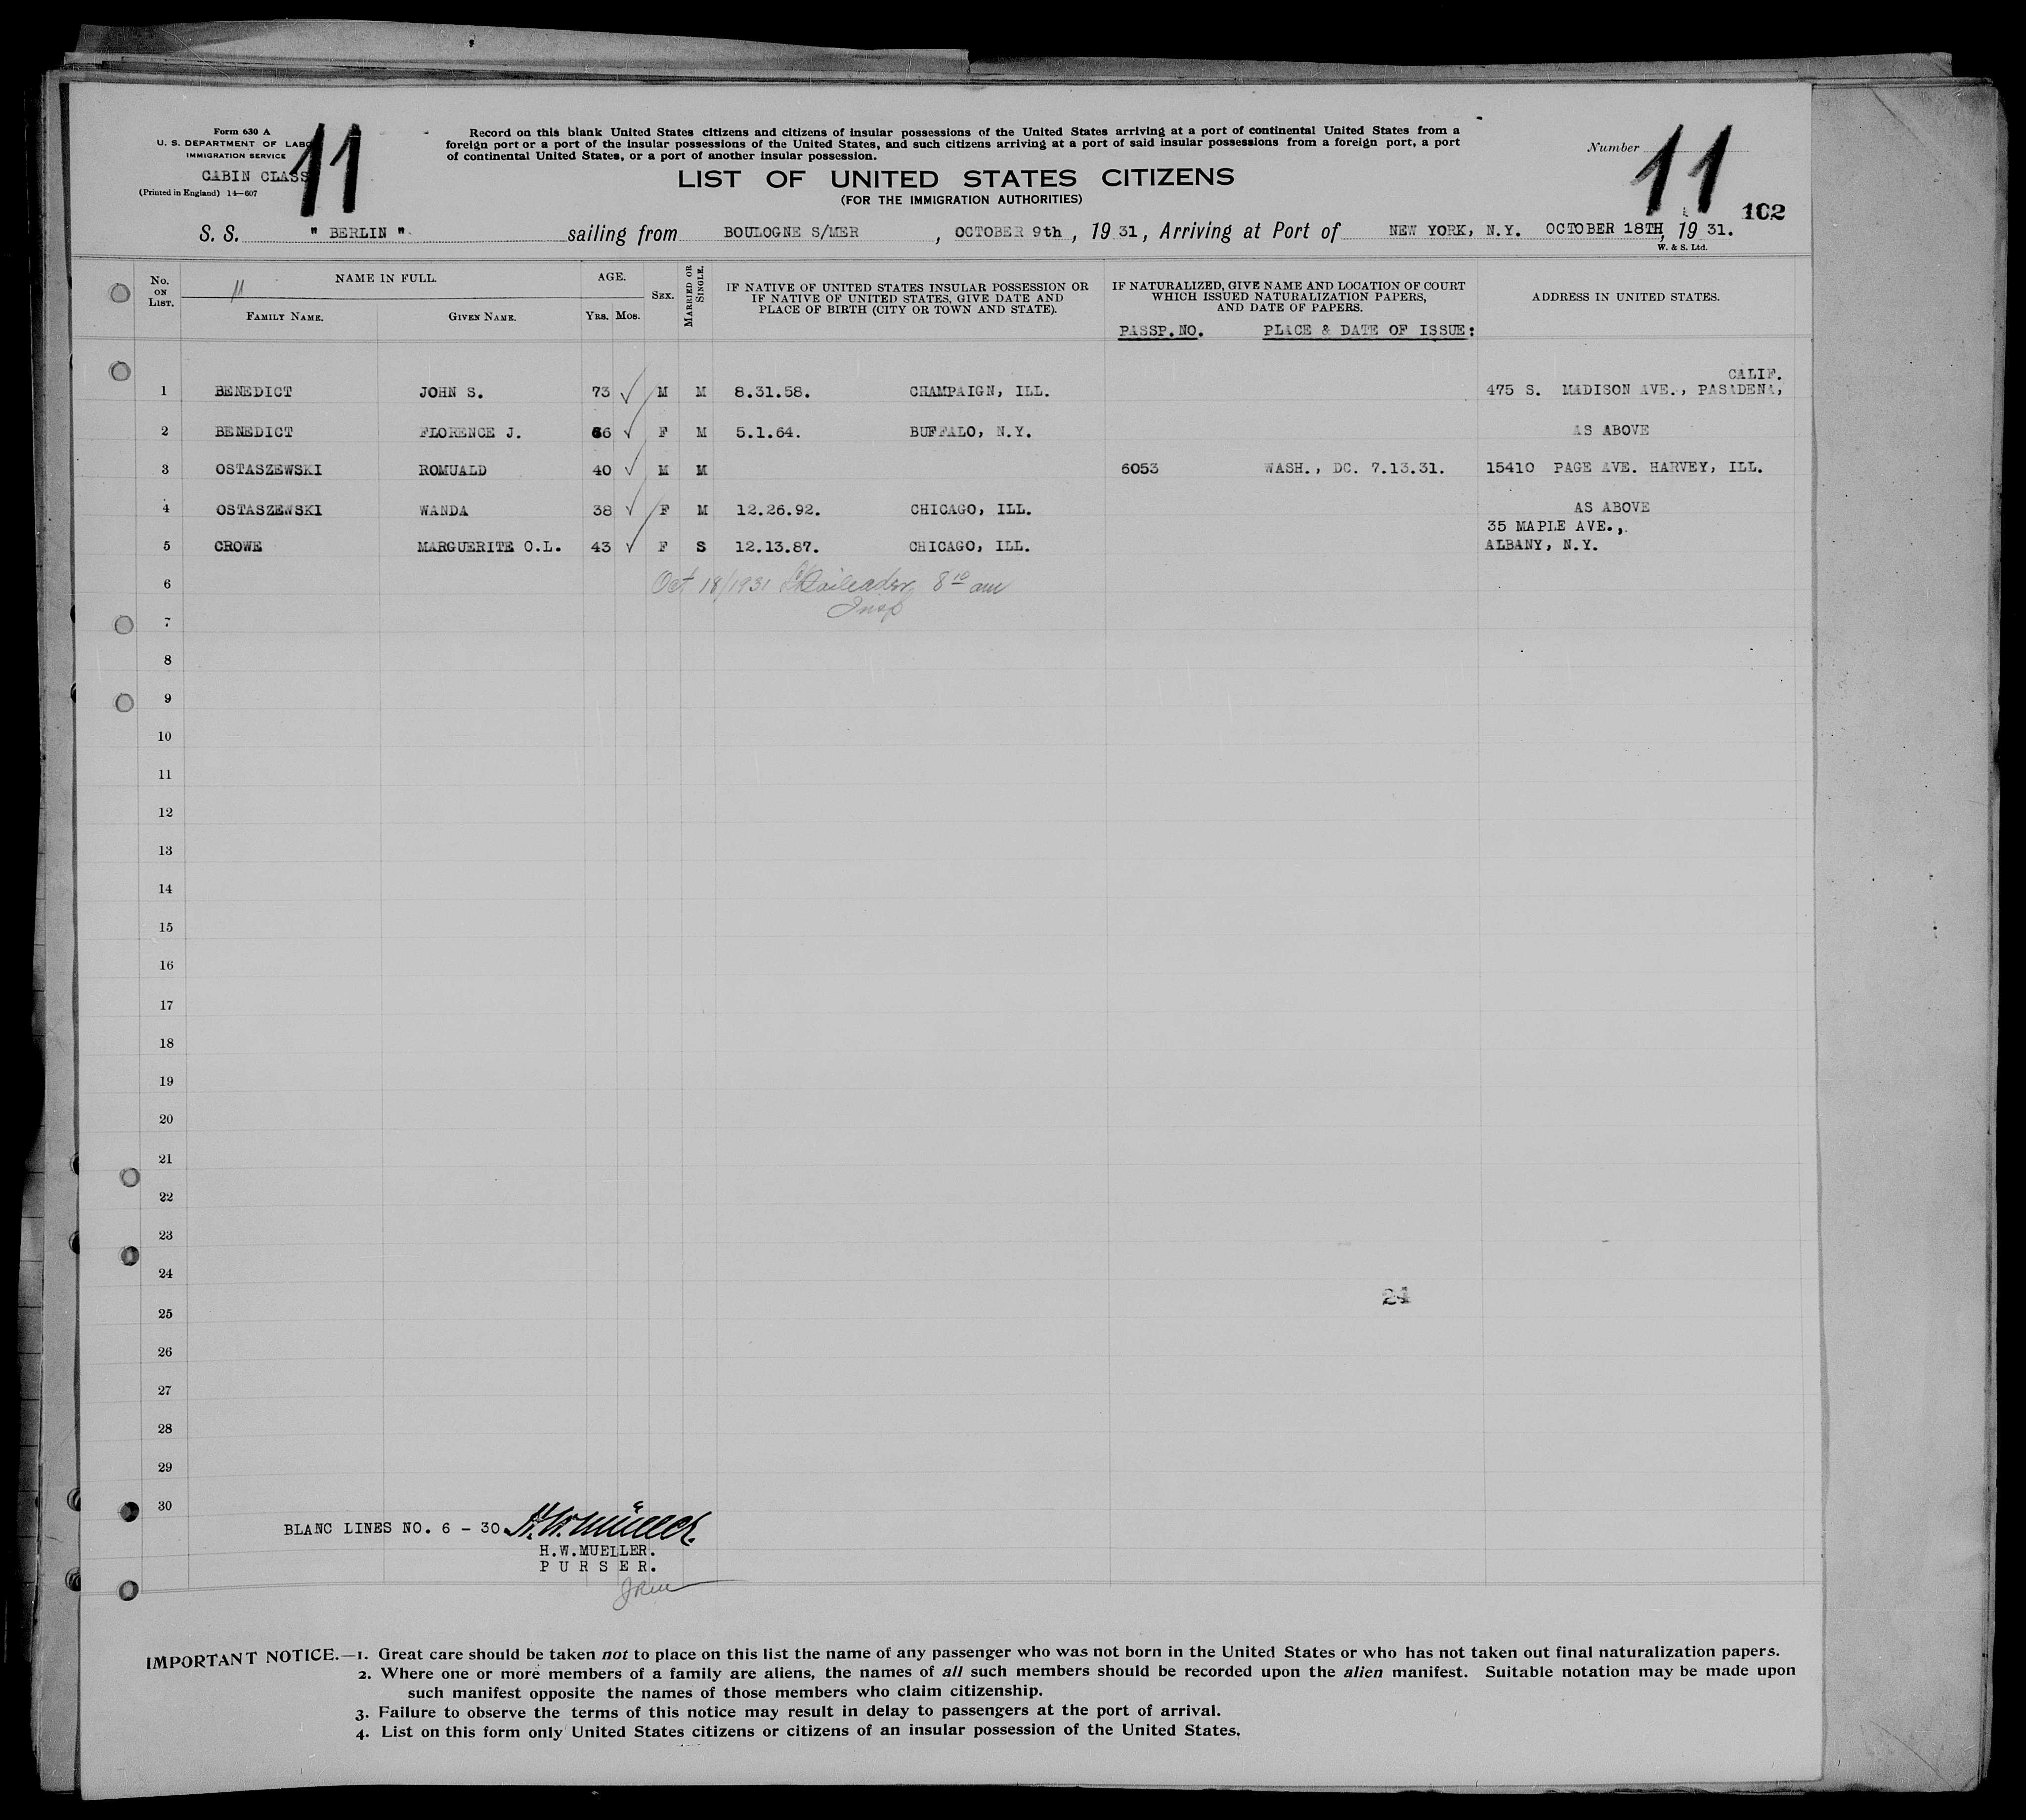 Form 630 A
U. S. DEPARTMENT OF LABO
IMMIGRATION SERVICE
CABIN CLASS
(Printed in England) 14—607
11
Record on this blank United States citizens and citizens of insular possessions of the United States arriving at a port of continental United States from a
foreign port or a port of the insular possessions of the United States, and such citizens arriving at a port of said insular possessions from a foreign port, a port
of continental United States, or a port of another insular possession.
Number 11
LIST OF UNITED STATES CITIZENS
(FOR THE IMMIGRATION AUTHORITIES)
102
S. S. " BERLIN " sailing from BOULOGNE S/MER, OCTOBER 9th, 19 31, Arriving at Port of NEW YORK, N.Y. OCTOBER 18TH, 19 31.
W. & S. Ltd.
No. ON LIST. 11 NAME IN FULL. FAMILY NAME. GIVEN NAME. AGE. YRS. MOS. SEX. MARRIED OR SINGLE. IF NATIVE OF UNITED STATES INSULAR POSSESSION OR IF NATIVE OF UNITED STATES, GIVE DATE AND PLACE OF BIRTH (CITY OR TOWN AND STATE). IF NATURALIZED, GIVE NAME AND LOCATION OF COURT WHICH ISSUED NATURALIZATION PAPERS, AND DATE OF PAPERS. ADDRESS IN UNITED STATES.
PASSP.NO. PLACE & DATE OF ISSUE:
CALIF.
1 BENEDICT JOHN S. 73 ✓ M M 8.31.58. CHAMPAIGN, ILL. 475 S. MADISON AVE., PASADENA,
2 BENEDICT FLORENCE J. 66 ✓ F M 5.1.64. BUFFALO, N.Y. AS ABOVE
3 OSTASZEWSKI ROMUALD 40 ✓ M M 6053 WASH., DC. 7.13.31. 15410 PAGE AVE. HARVEY, ILL.
4 OSTASZEWSKI WANDA 38 ✓ F M 12.26.92. CHICAGO, ILL. AS ABOVE
35 MAPLE AVE.,
5 CROWE MARGUERITE O.L. 43 ✓ F S 12.13.87. CHICAGO, ILL. ALBANY, N.Y.
6 Oct 18/1931 8 10 am
Insp
7
8
9
10
11
12
13
14
15
16
17
18
19
20
21
22
23
24
24
25
26
27
28
29
30
BLANC LINES NO. 6 - 30
H.W.MUELLER.
PURSER.
IMPORTANT NOTICE.—1. Great care should be taken not to place on this list the name of any passenger who was not born in the United States or who has not taken out final naturalization papers.
2. Where one or more members of a family are aliens, the names of all such members should be recorded upon the alien manifest. Suitable notation may be made upon
such manifest opposite the names of those members who claim citizenship.
3. Failure to observe the terms of this notice may result in delay to passengers at the port of arrival.
4. List on this form only United States citizens or citizens of an insular possession of the United States.